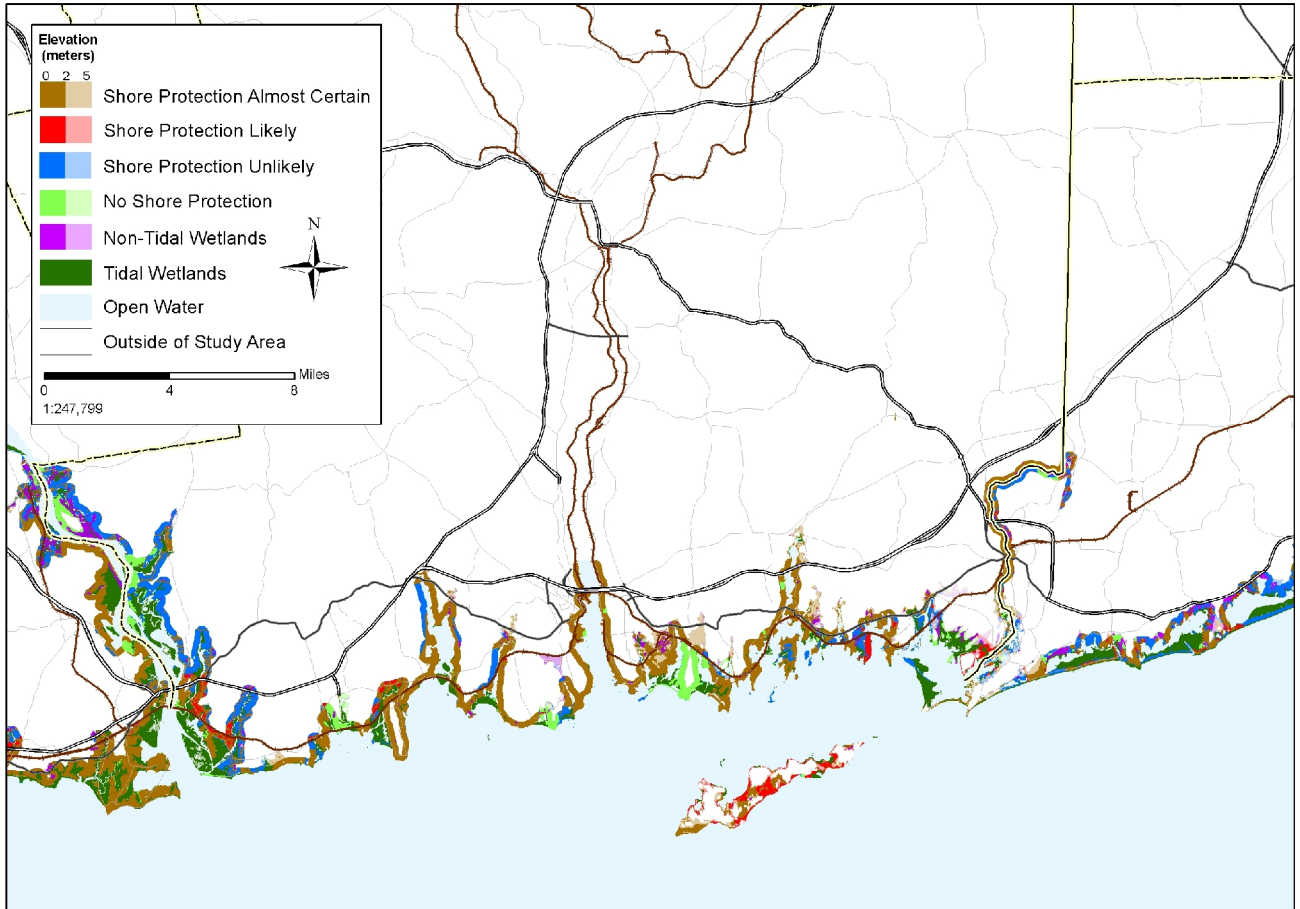 Elevation
(meters)
0 2 5
Shore Protection Almost Certain
Shore Protection Likely
Shore Protection Unlikely
No Shore Protection
N
Non-Tidal Wetlands
Tidal Wetlands
Open Water
Outside of Study Area
Miles
0 4 8
1:247,799